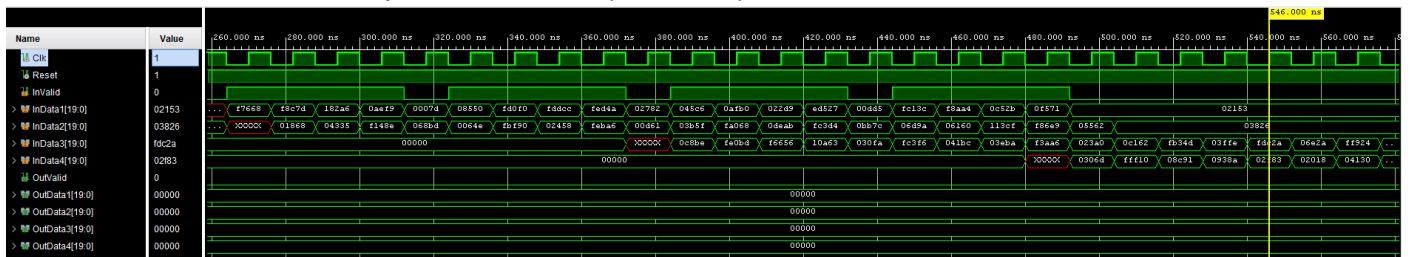 546.000 ns
Name Value 260.000 ns 280.000 ns 300.000 ns 320.000 ns 340.000 ns 360.000 ns 380.000 ns 400.000 ns 420.000 ns 440.000 ns 460.000 ns 480.000 ns 500.000 ns 520.000 ns 540.000 ns 560.000 ns
Clk 1
Reset 1
InValid 0
> InData1[19:0] 02153 ... f7668 f8c7d 182a6 0aef9 0007d 08550 fd0f0 fddcc fed4a 02782 045c6 0afb0 022d9 ed527 00dd5 fc13c f8aa4 0c52b 0f571 02153
> InData2[19:0] 03826 ... XXXXX 01868 04335 f148e 068bd 0064e fbf90 02458 feba6 00d61 03b5f fa068 0deab fc3d4 0bb7c 06d9a 06160 113cf f86e9 05562 03826
> InData3[19:0] fdc2a 00000 XXXXX 0c8be fe0bd f6656 10a63 030fa fc3f6 041bc 03eba f3aa6 023a0 0c162 fb34d 03ffe fdc2a 06e2a ff924 ..
> InData4[19:0] 02f83 00000 XXXXX 0306d fff10 08c91 0938a 02f83 02018 04130 ..
OutValid 0
> OutData1[19:0] 00000 00000
> OutData2[19:0] 00000 00000
> OutData3[19:0] 00000 00000
> OutData4[19:0] 00000 00000